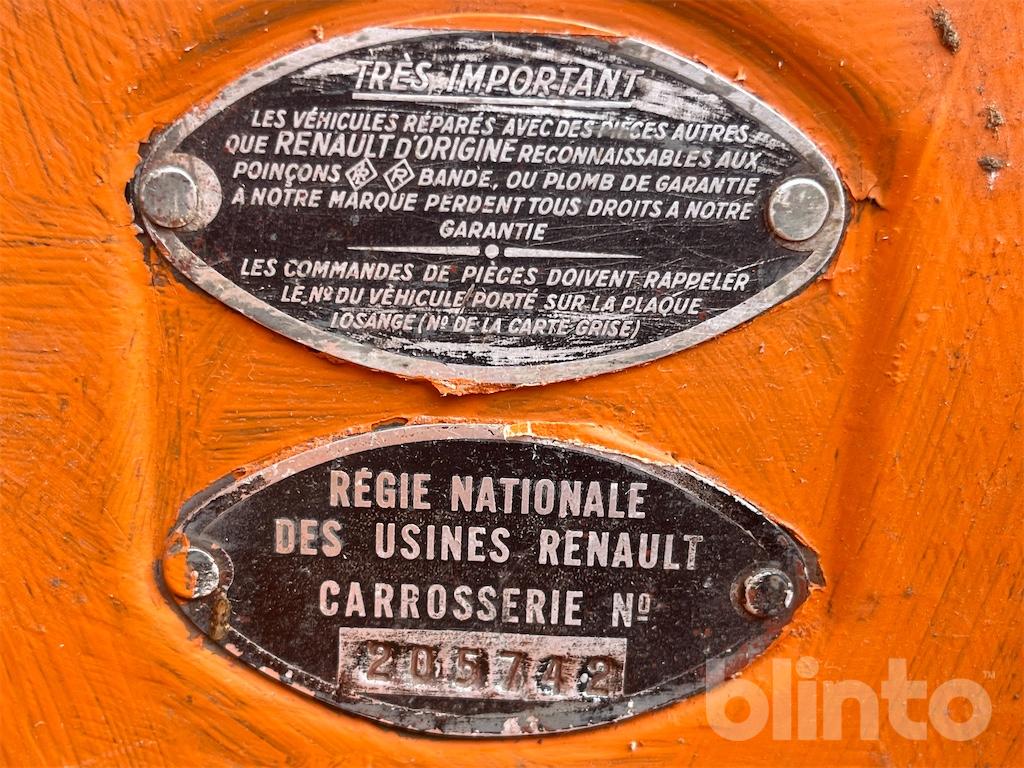 TRÈS IMPORTANT
LES VÉHICULES RÉPARÉS AVEC DES PIÈCES AUTRES
QUE RENAULT D'ORIGINE RECONNAISSABLES AUX
POINÇONS R R BANDE, OU PLOMB DE GARANTIE
À NOTRE MARQUE PERDENT TOUS DROITS A NOTRE
GARANTIE
LES COMMANDES DE PIÈCES DOIVENT RAPPELER
LE Nº DU VÉHICULE PORTÉ SUR LA PLAQUE
LOSANGE (Nº DE LA CARTE GRISE)
RÉGIE NATIONALE
DES USINES RENAULT
CARROSSERIE Nº
205742
blinto™